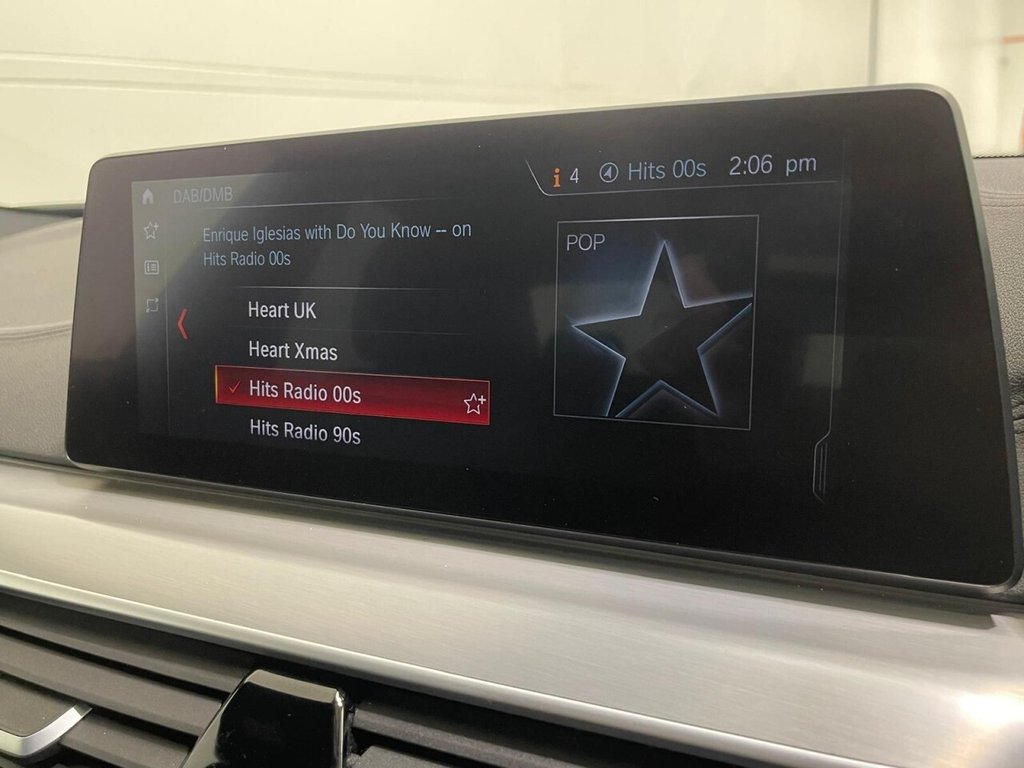 DAB/DMB
i 4 Hits 00s 2:06 pm
Enrique Iglesias with Do You Know -- on
Hits Radio 00s
POP
Heart UK
Heart Xmas
Hits Radio 00s
Hits Radio 90s